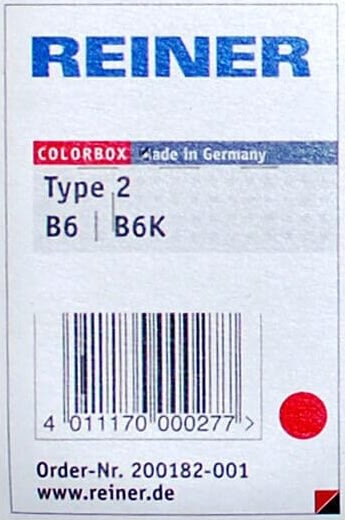 REINER
COLORBOX Made in Germany
Type 2
B6 | B6K
4 011170 000277 >
Order-Nr. 200182-001
www.reiner.de